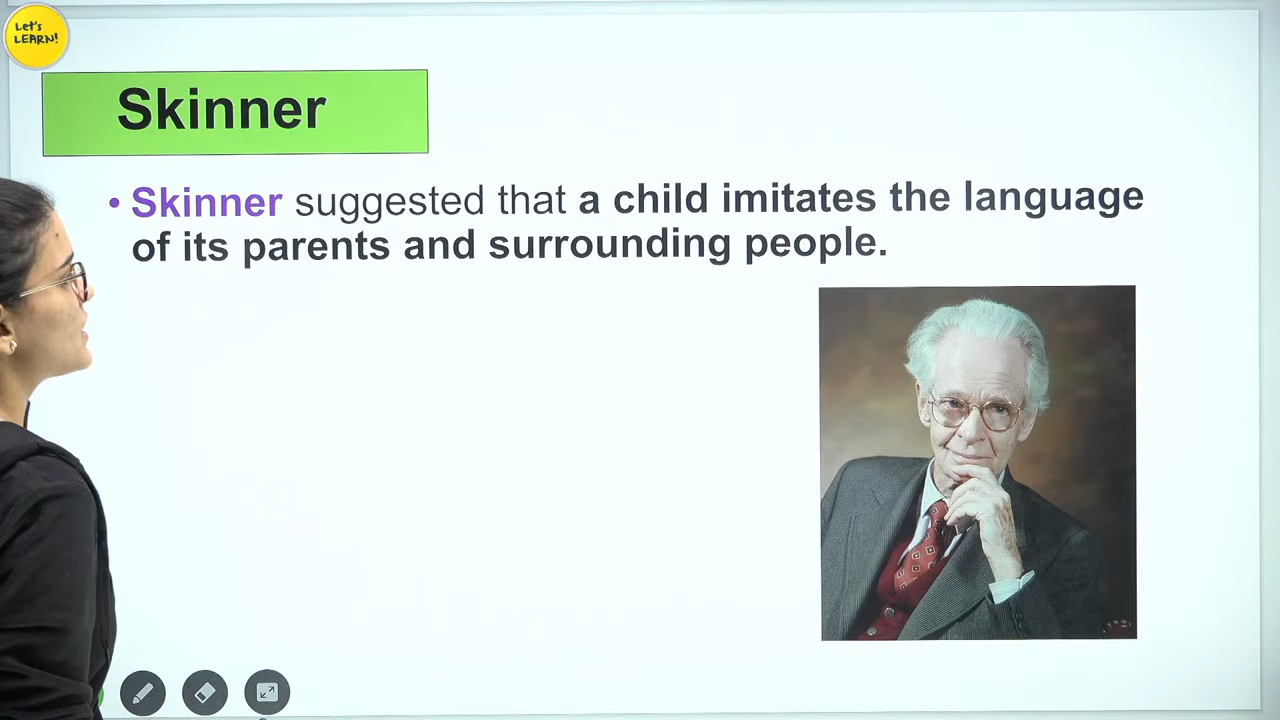 Let's
LEARN!
Skinner
• Skinner suggested that a child imitates the language
of its parents and surrounding people.